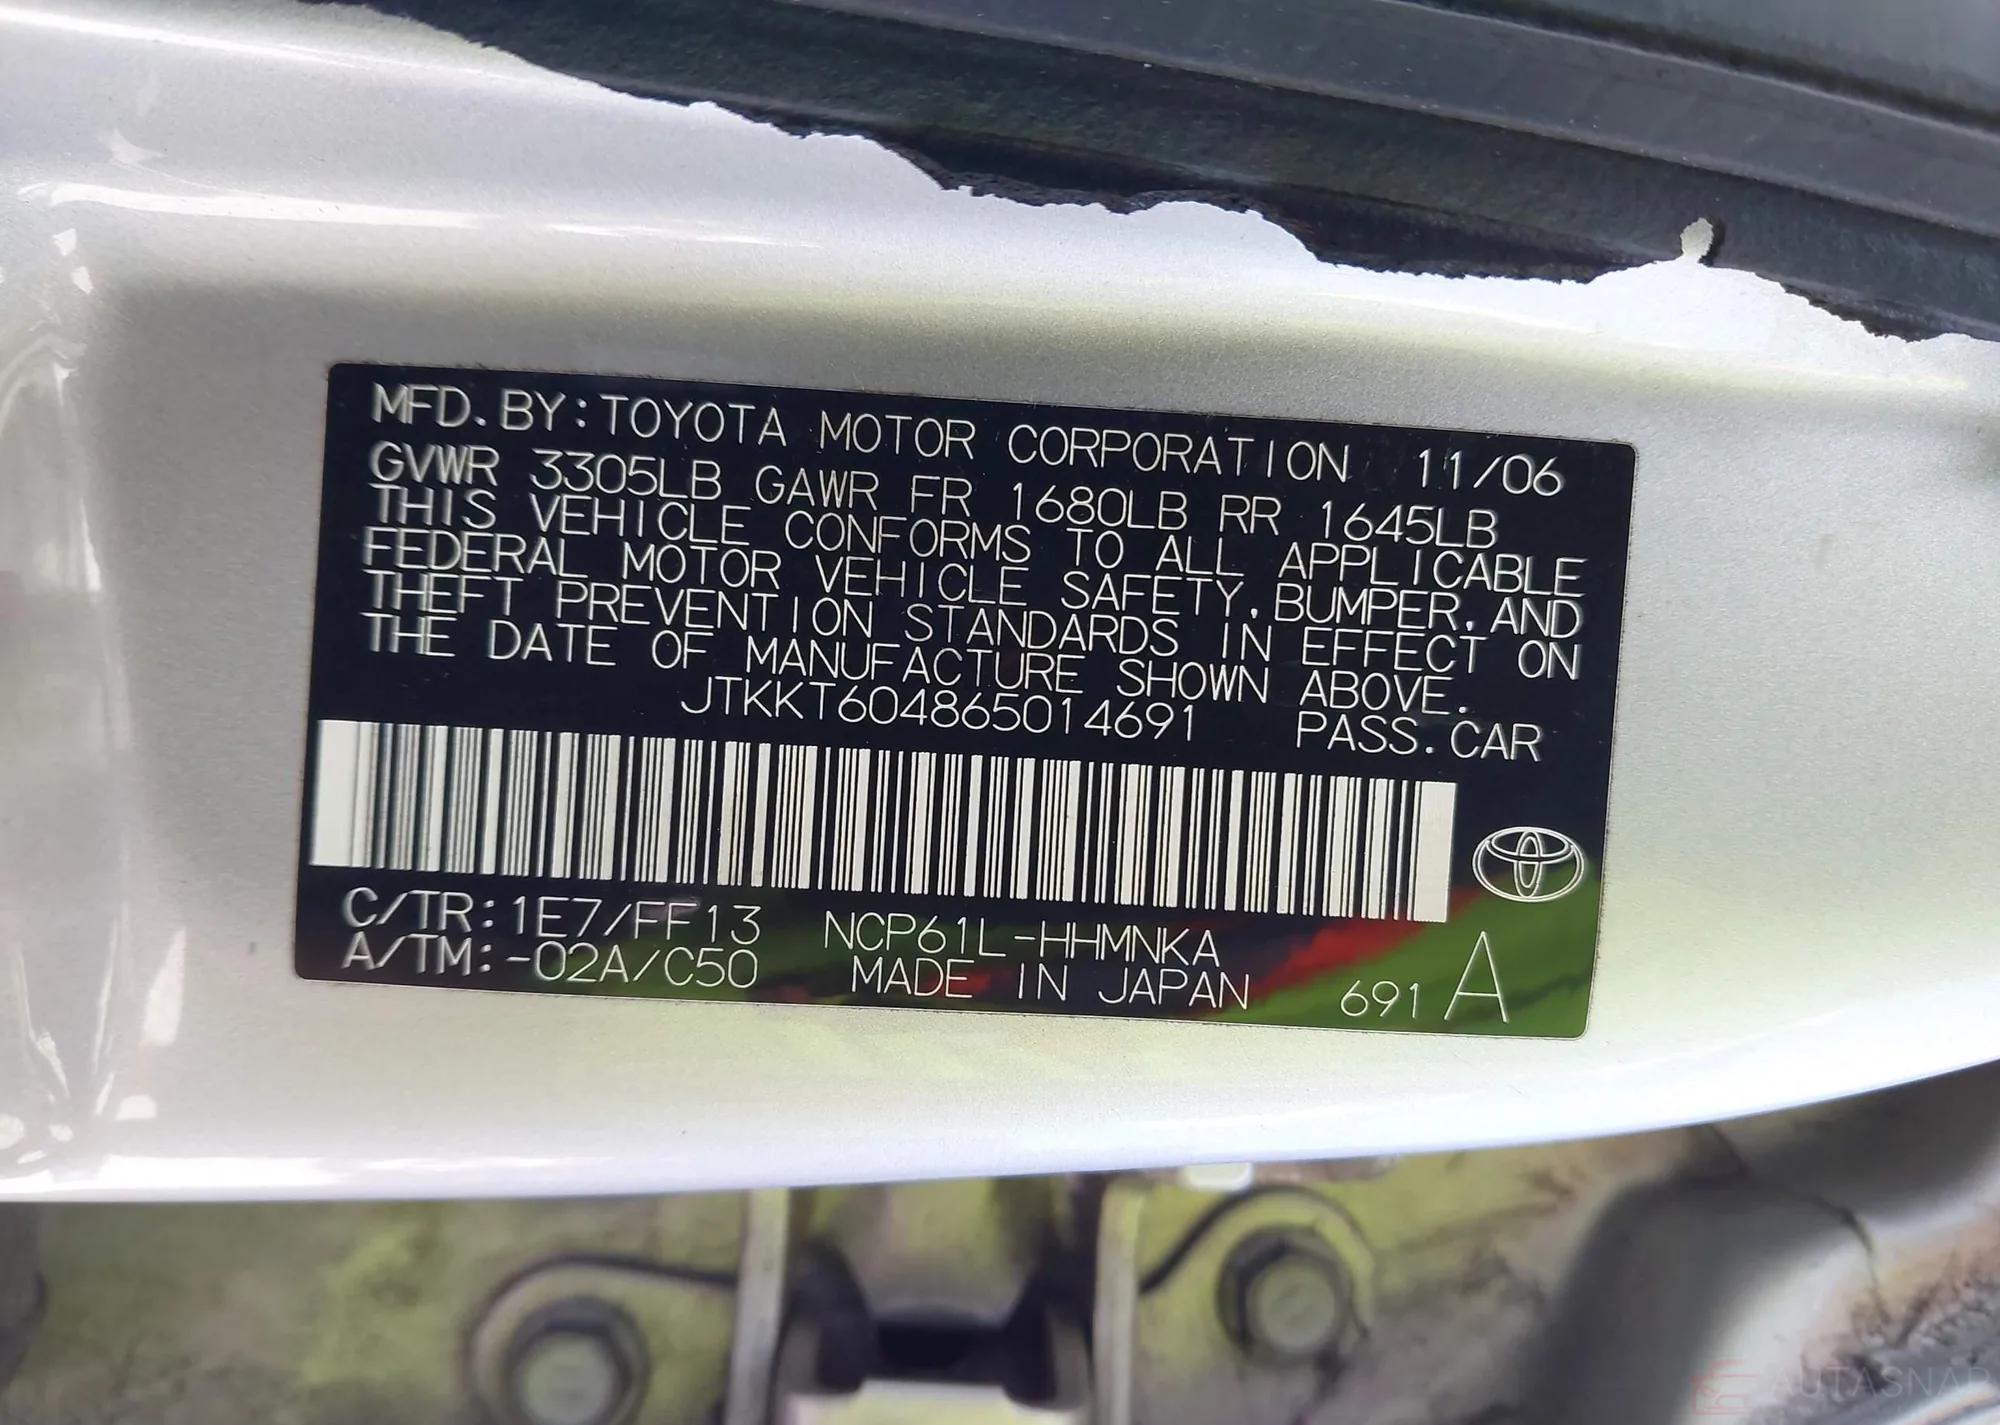 MFD. BY: TOYOTA MOTOR CORPORATION 11/06
GVWR 3305LB GAWR FR 1680LB RR 1645LB
THIS VEHICLE CONFORMS TO ALL APPLICABLE
FEDERAL MOTOR VEHICLE SAFETY, BUMPER, AND
THEFT PREVENTION STANDARDS IN EFFECT ON
THE DATE OF MANUFACTURE SHOWN ABOVE.
JTKKT604865014691 PASS. CAR
C/TR: 1E7/FF13 NCP61L-HHMNKA
A/TM: -02A/C50 MADE IN JAPAN 691 A
AUTASNAP